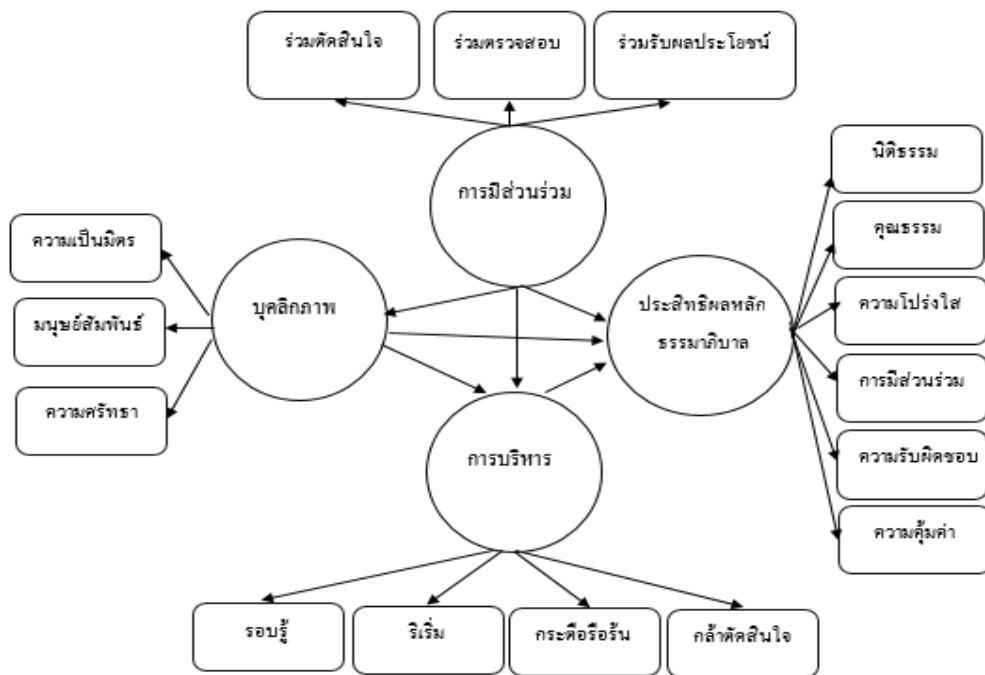 ร่วมตัดสินใจ
ร่วมตรวจสอบ
ร่วมรับผลประโยชน์
การมีส่วนร่วม
นิติธรรม
คุณธรรม
ความโปร่งใส
การมีส่วนร่วม
ความรับผิดชอบ
ความคุ้มค่า
ความเป็นมิตร
มนุษย์สัมพันธ์
ความศรัทธา
บุคลิกภาพ
ประสิทธิผลหลัก
ธรรมาภิบาล
การบริหาร
รอบรู้
ริเริ่ม
กระตือรือร้น
กล้าตัดสินใจ